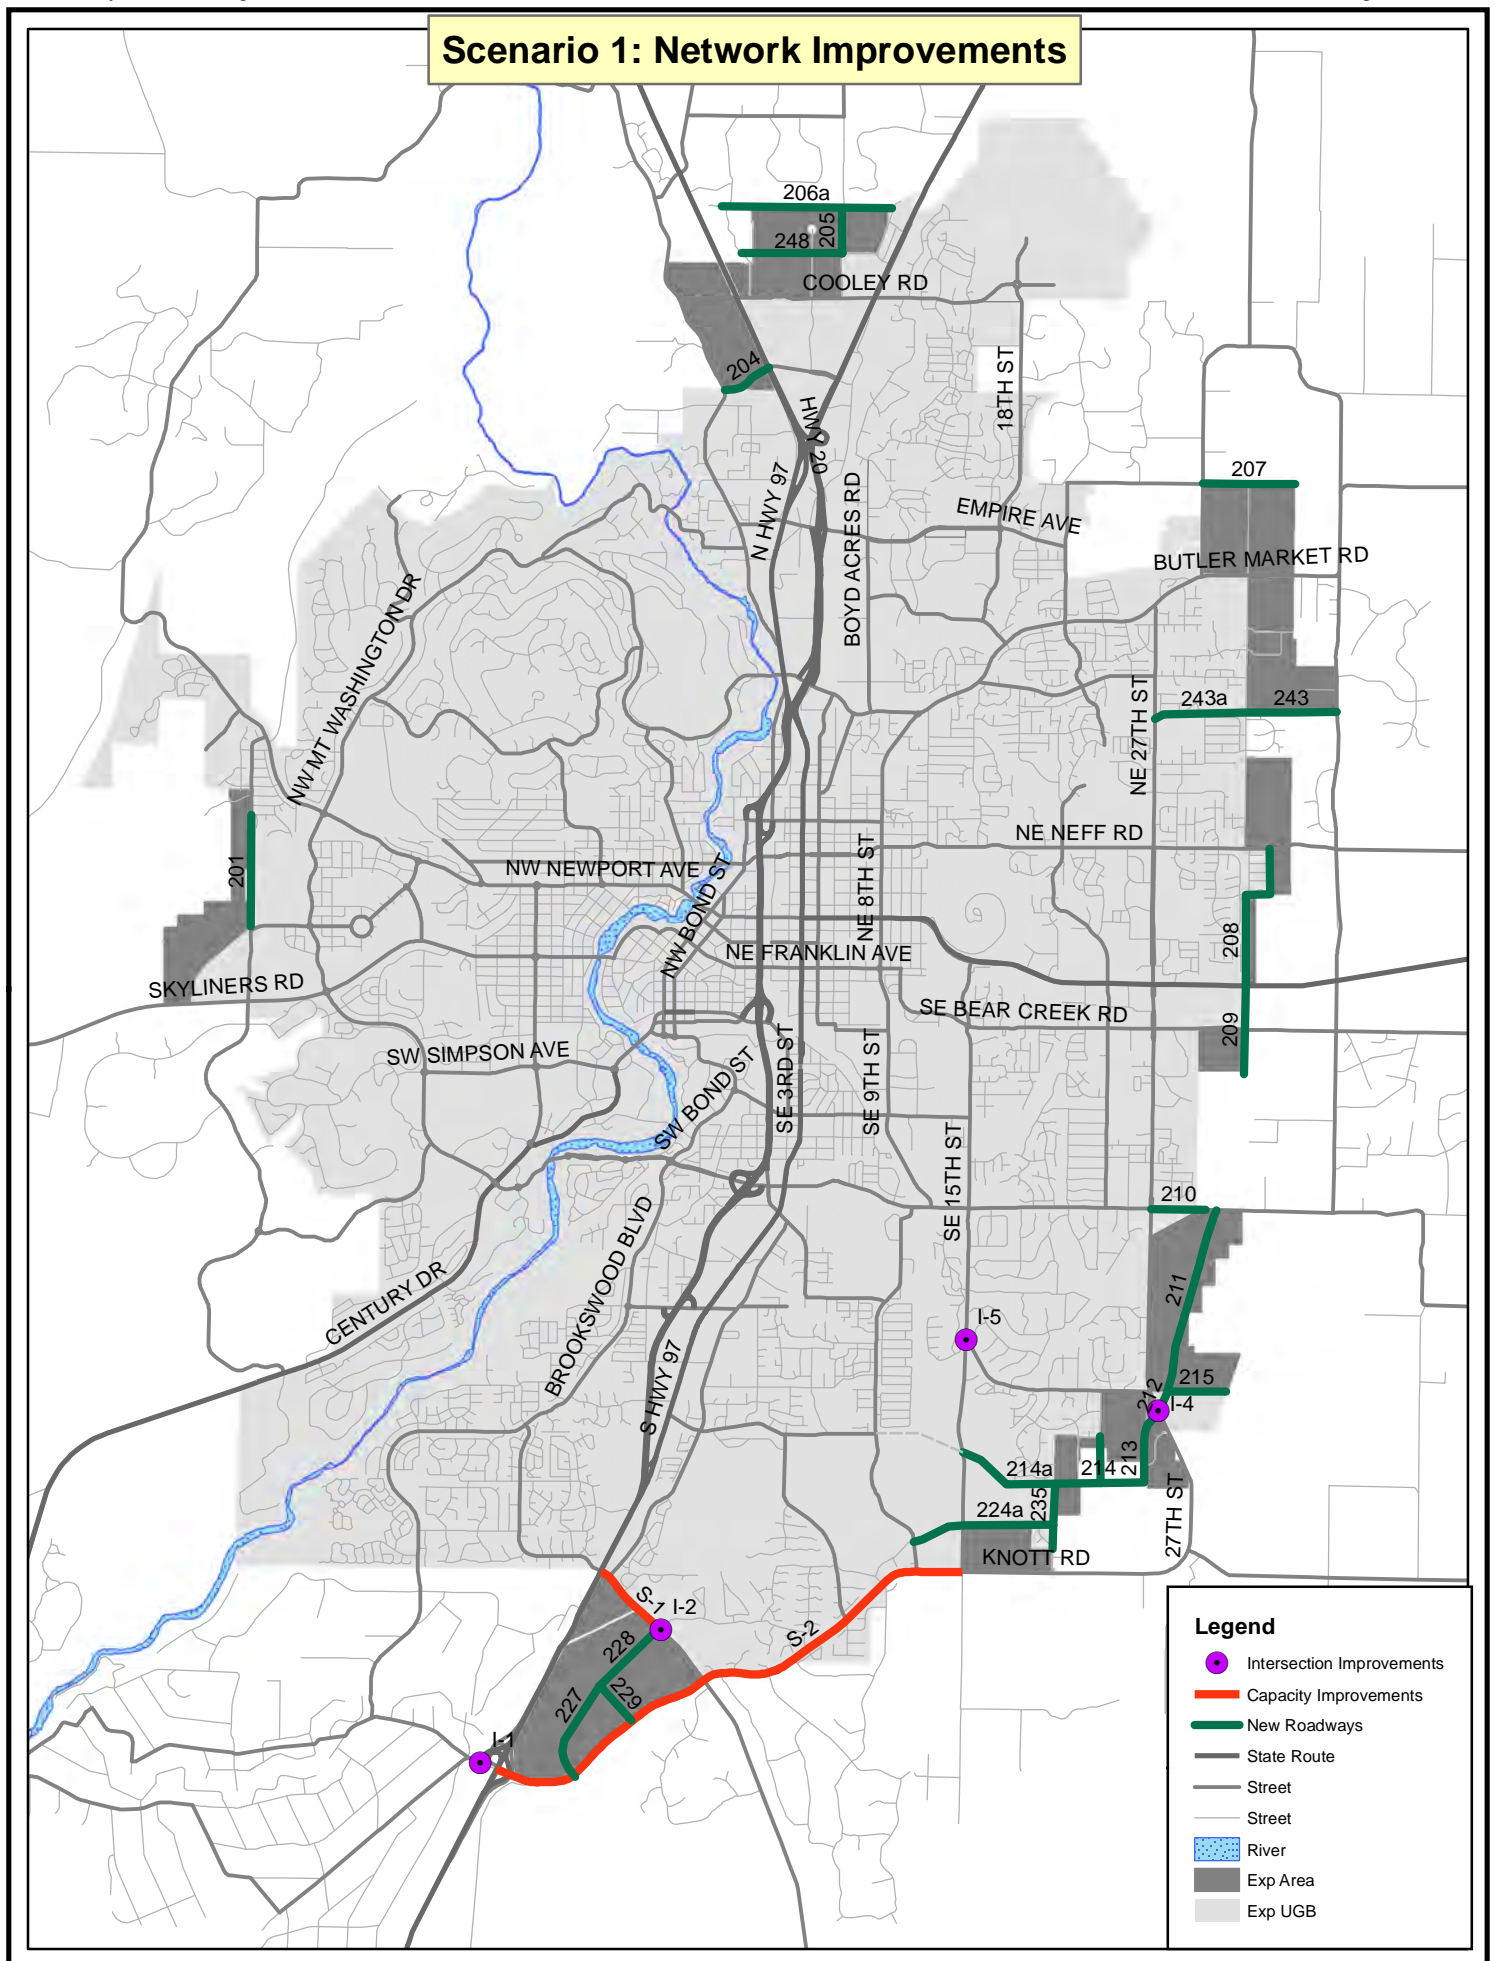 Scenario 1: Network Improvements
206a
205
248
COOLEY RD
204
18TH ST
HWY 20
N HWY 97
BOYD ACRES RD
207
EMPIRE AVE
BUTLER MARKET RD
NW MT WASHINGTON DR
NE 27TH ST
243a
243
NE NEFF RD
201
NW NEWPORT AVE
NE 8TH ST
NW BOND ST
208
NE FRANKLIN AVE
SKYLINERS RD
SE BEAR CREEK RD
209
SW SIMPSON AVE
SW BOND ST
SE 3RD ST
SE 9TH ST
SE 15TH ST
210
BROOKSWOOD BLVD
211
CENTURY DR
I-5
S HWY 97
215
212
I-4
213
214
214a
235
224a
27TH ST
KNOTT RD
S-1
I-2
S-2
228
229
227
I-1
Legend
Intersection Improvements
Capacity Improvements
New Roadways
State Route
Street
Street
River
Exp Area
Exp UGB